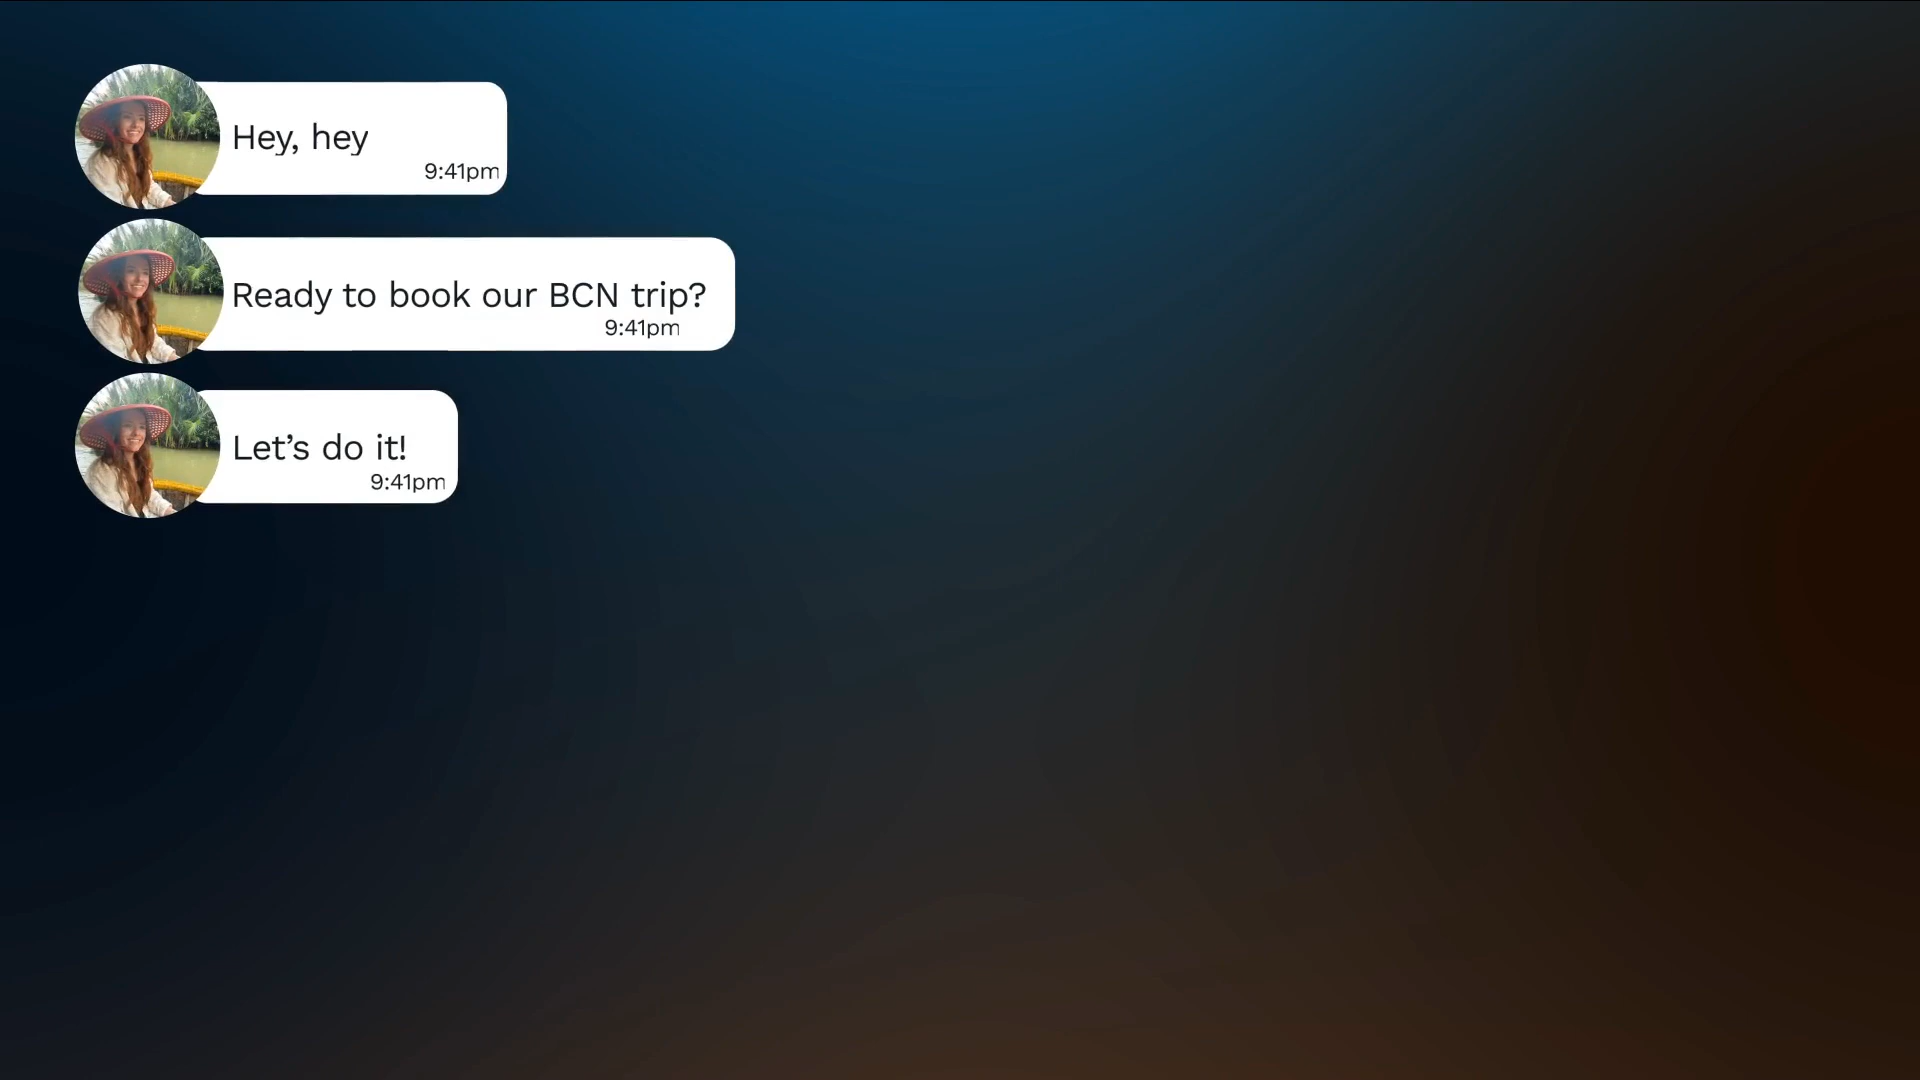 Hey, hey
9:41pm
Ready to book our BCN trip?
9:41pm
Let’s do it!
9:41pm